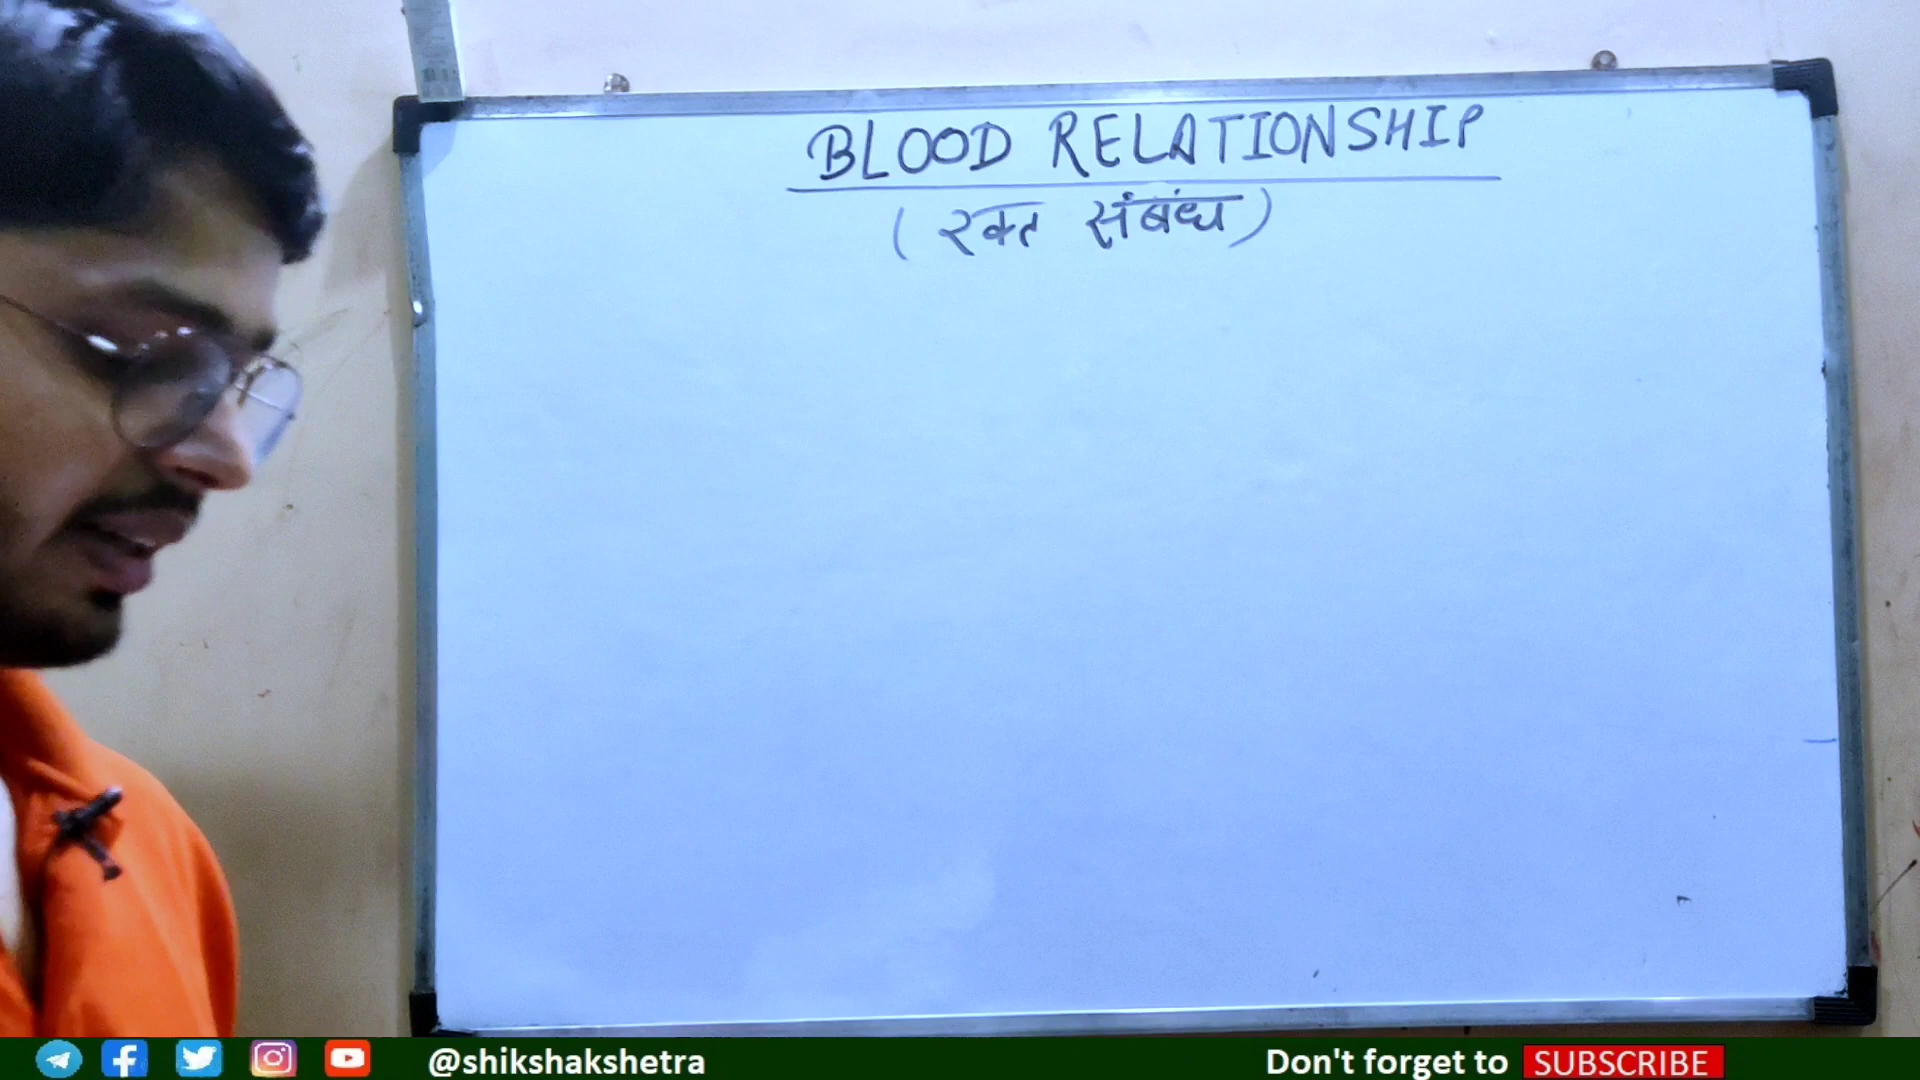 BLOOD RELATIONSHIP
( रक्त संबंध )
@shikshakshetra
Don't forget to SUBSCRIBE